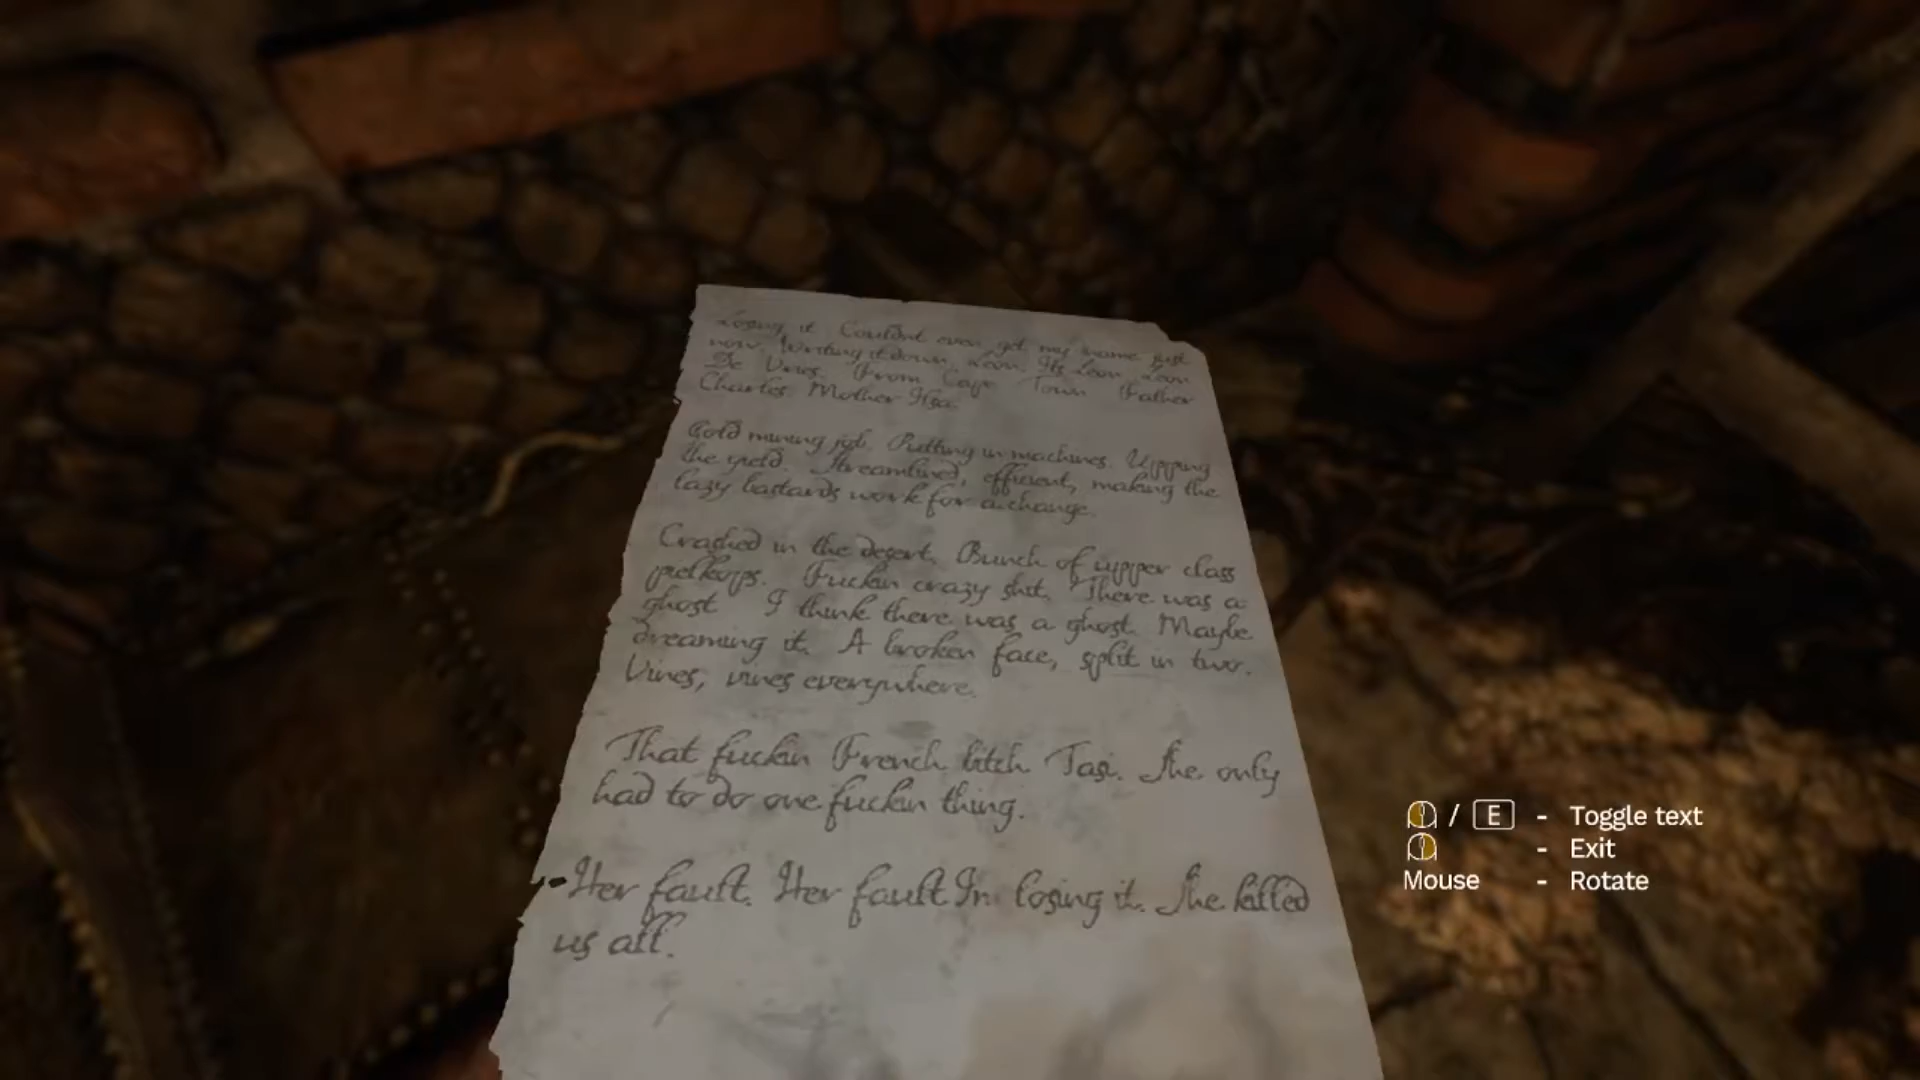 Losing it. Couldnt even get my name just
now. Writing it down. Leon. Its Leon. Leon
De Vries. From Cape Town. Father
Charles. Mother Ilsa.
Gold mining job. Putting in machines. Upping
the yield. Streamlined, efficient, making the
lazy bastards work for a change.
Crashed in the desert. Bunch of upper class
poelkops. Fuckin crazy shit. There was a
ghost. I think there was a ghost. Maybe
dreaming it. A broken face, split in two.
Vines, vines everywhere.
That fuckin French bitch Tasi. She only
had to do one fuckin thing.
Her fault. Her fault Im losing it. She killed
us all.
/ E - Toggle text
- Exit
Mouse - Rotate